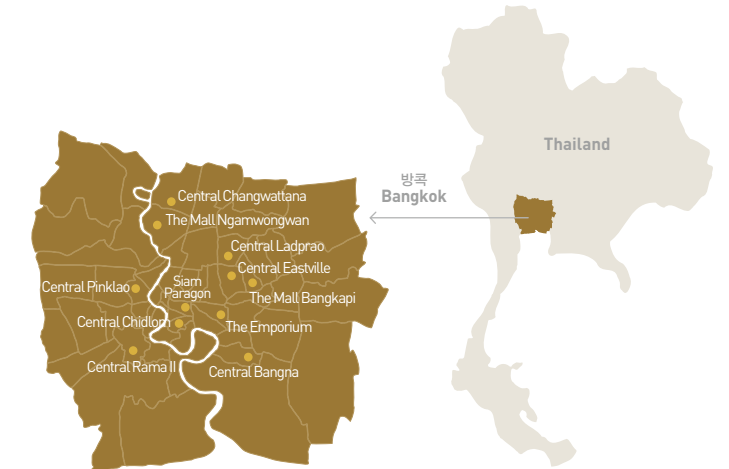 Thailand
방콕
Bangkok
Central Changwattana
The Mall Ngamwongwan
Central Ladprao
Central Eastville
Siam
Paragon
Central Pinklao
The Mall Bangkapi
Central Chidlom
The Emporium
Central Rama II
Central Bangna